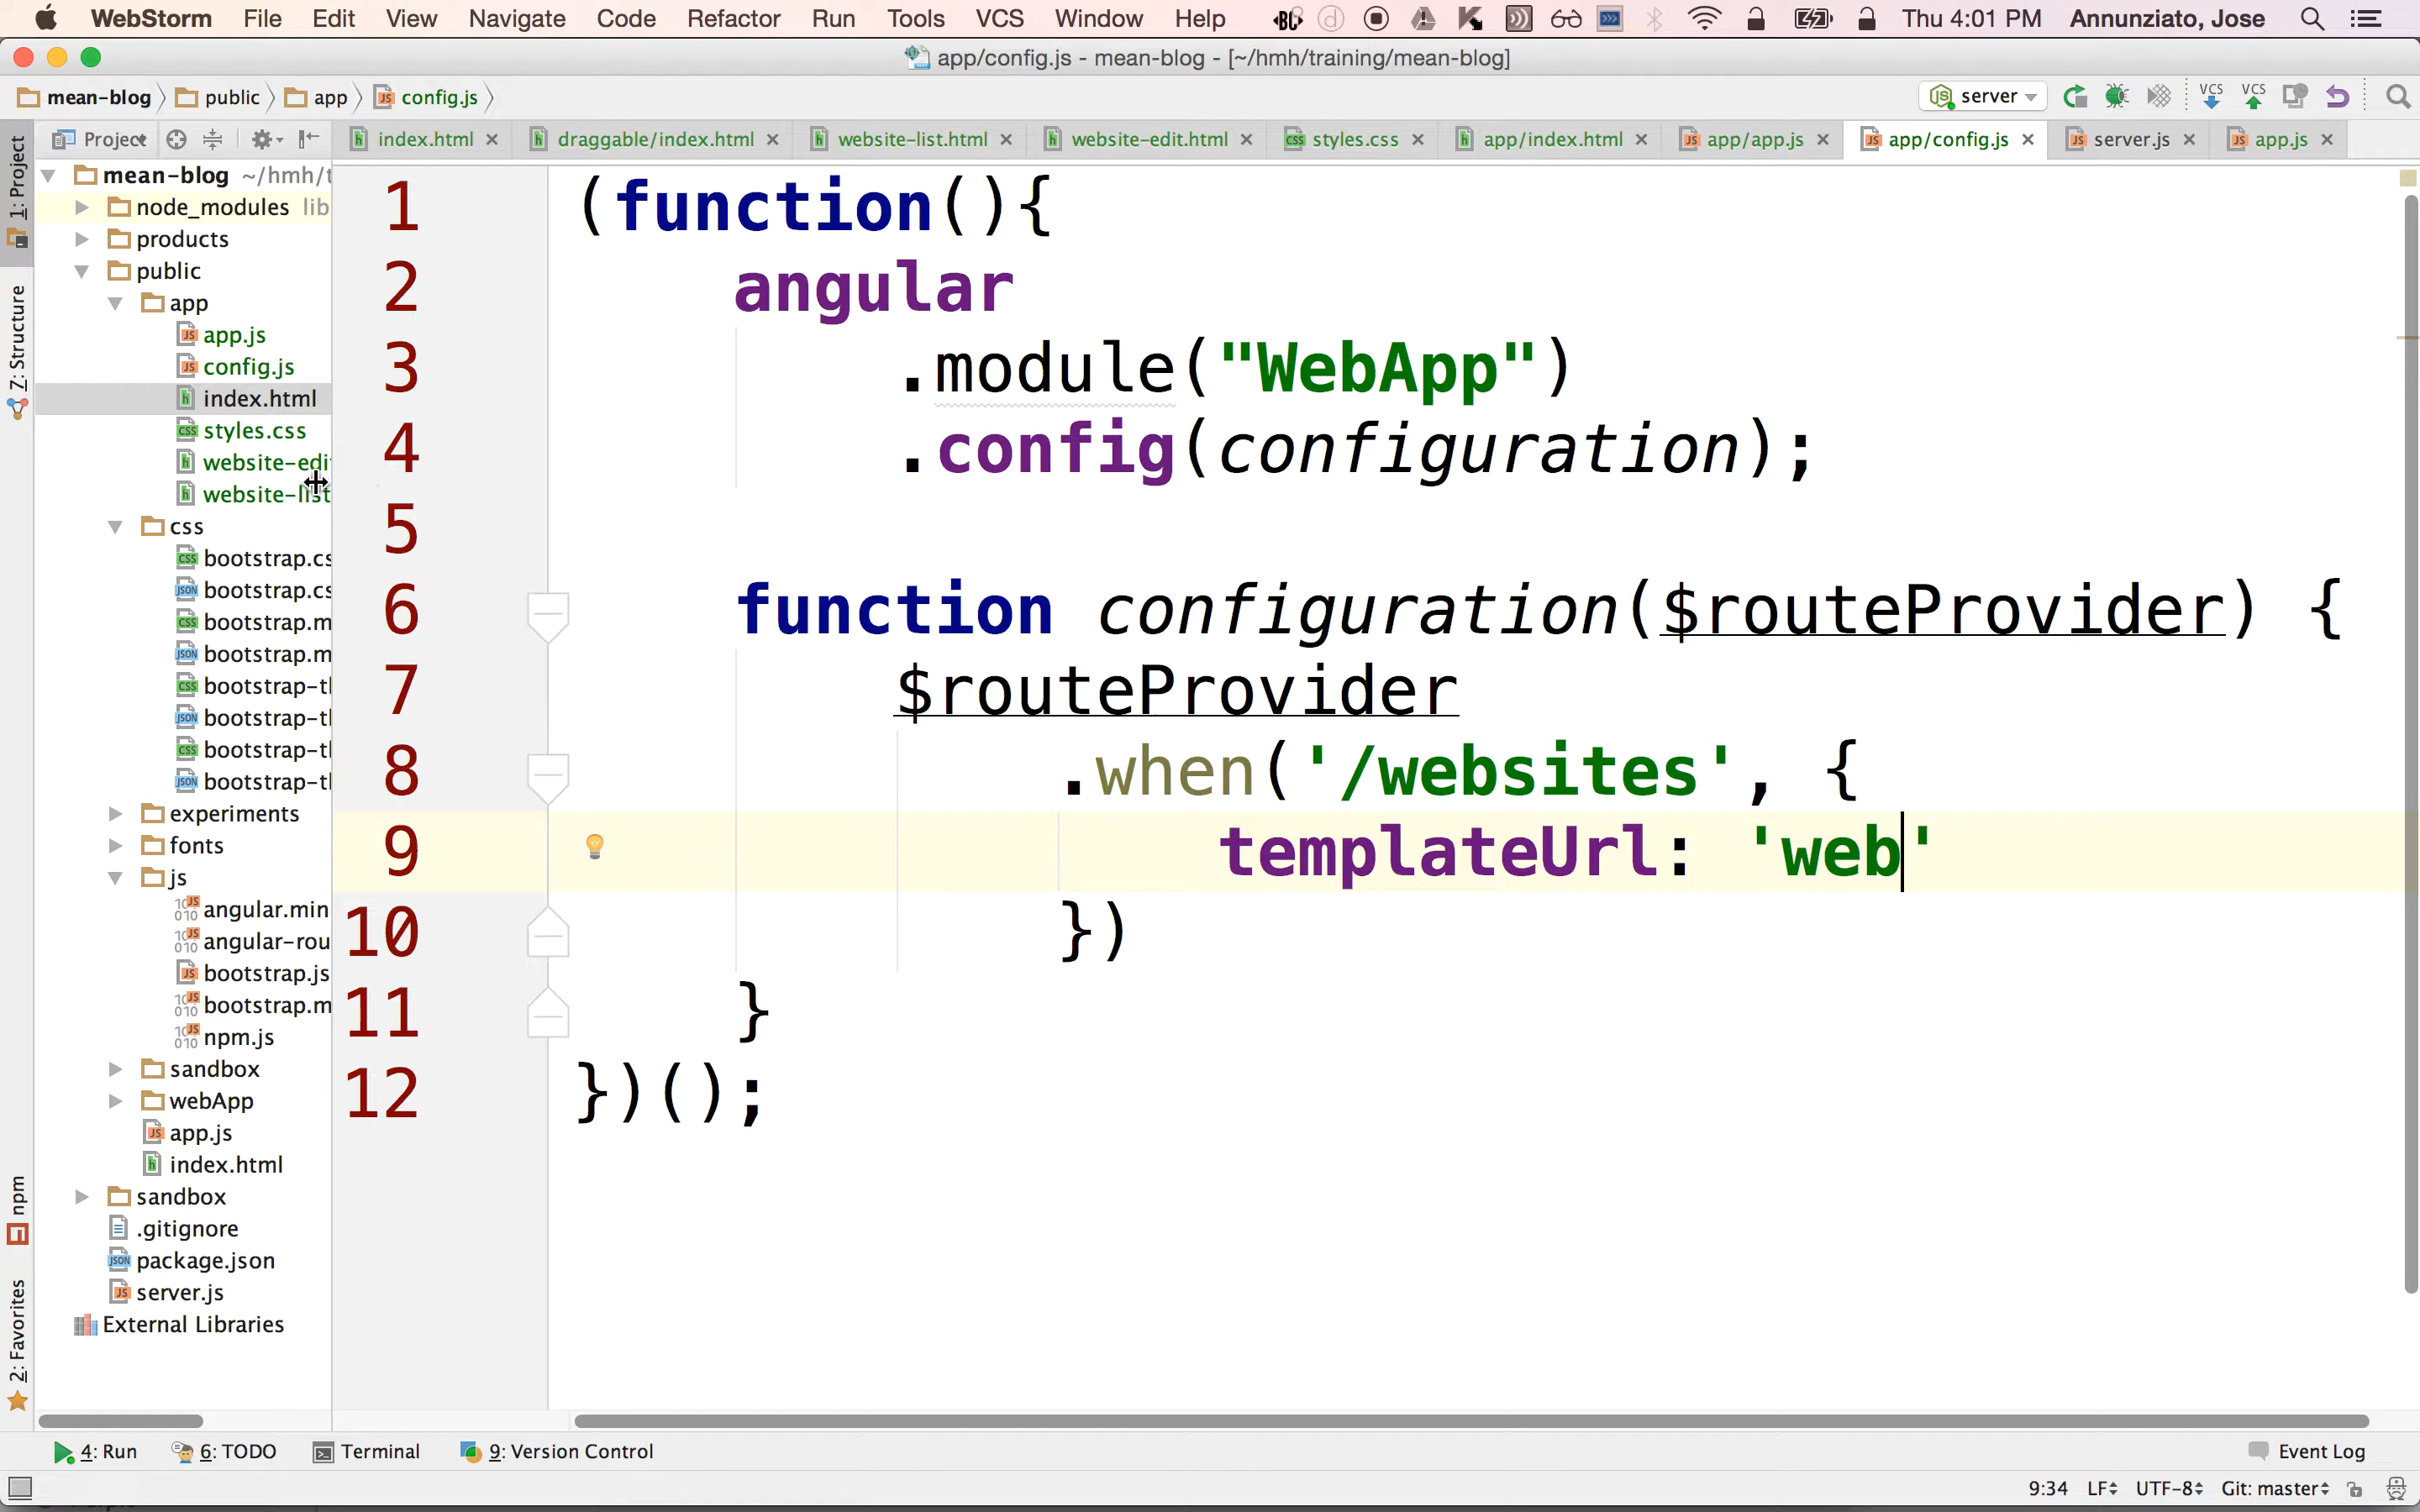 WebStorm File Edit View Navigate Code Refactor Run Tools VCS Window Help Thu 4:01 PM Annunziato, Jose
app/config.js - mean-blog - [~/hmh/training/mean-blog]
mean-blog public app config.js server VCS VCS
Project index.html draggable/index.html website-list.html website-edit.html styles.css app/index.html app/app.js app/config.js server.js app.js
1: Project
7: Structure
npm
2: Favorites
mean-blog ~/hmh/t
node_modules lib
products
public
app
app.js
config.js
index.html
styles.css
website-edi
website-list
css
bootstrap.cs
bootstrap.cs
bootstrap.m
bootstrap.m
bootstrap-tl
bootstrap-tl
bootstrap-tl
bootstrap-tl
experiments
fonts
js
angular.min
angular-rou
bootstrap.js
bootstrap.m
npm.js
sandbox
webApp
app.js
index.html
sandbox
.gitignore
package.json
server.js
External Libraries
1 (function(){
2 angular
3 .module("WebApp")
4 .config(configuration);
5
6 function configuration($routeProvider) {
7 $routeProvider
8 .when('/websites', {
9 templateUrl: 'web'
10 })
11 }
12 })();
4: Run 6: TODO Terminal 9: Version Control Event Log
9:34 LF UTF-8 Git: master